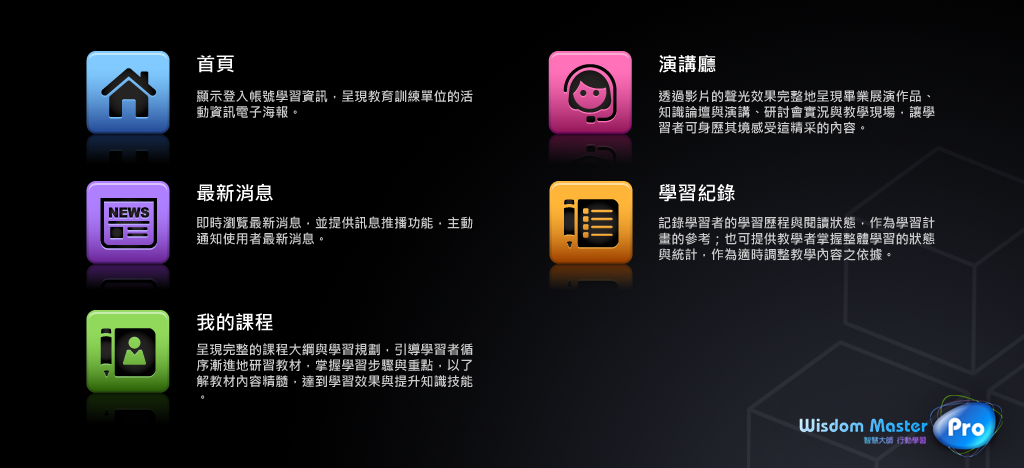 首頁
顯示登入帳號學習資訊，呈現教育訓練單位的活
動資訊電子海報。
NEWS
最新消息
即時瀏覽最新消息，並提供訊息推播功能，主動
通知使用者最新消息。
我的課程
呈現完整的課程大綱與學習規劃，引導學習者循
序漸進地研習教材，掌握學習步驟與重點，以了
解教材內容精髓，達到學習效果與提升知識技能
。
演講廳
透過影片的聲光效果完整地呈現畢業展演作品、
知識論壇與演講、研討會實況與教學現場，讓學
習者可身歷其境感受這精采的內容。
學習紀錄
記錄學習者的學習歷程與閱讀狀態，作為學習計
畫的參考；也可提供教學者掌握整體學習的狀態
與統計，作為適時調整教學內容之依據。
Wisdom Master Pro
智慧大師 行動學習